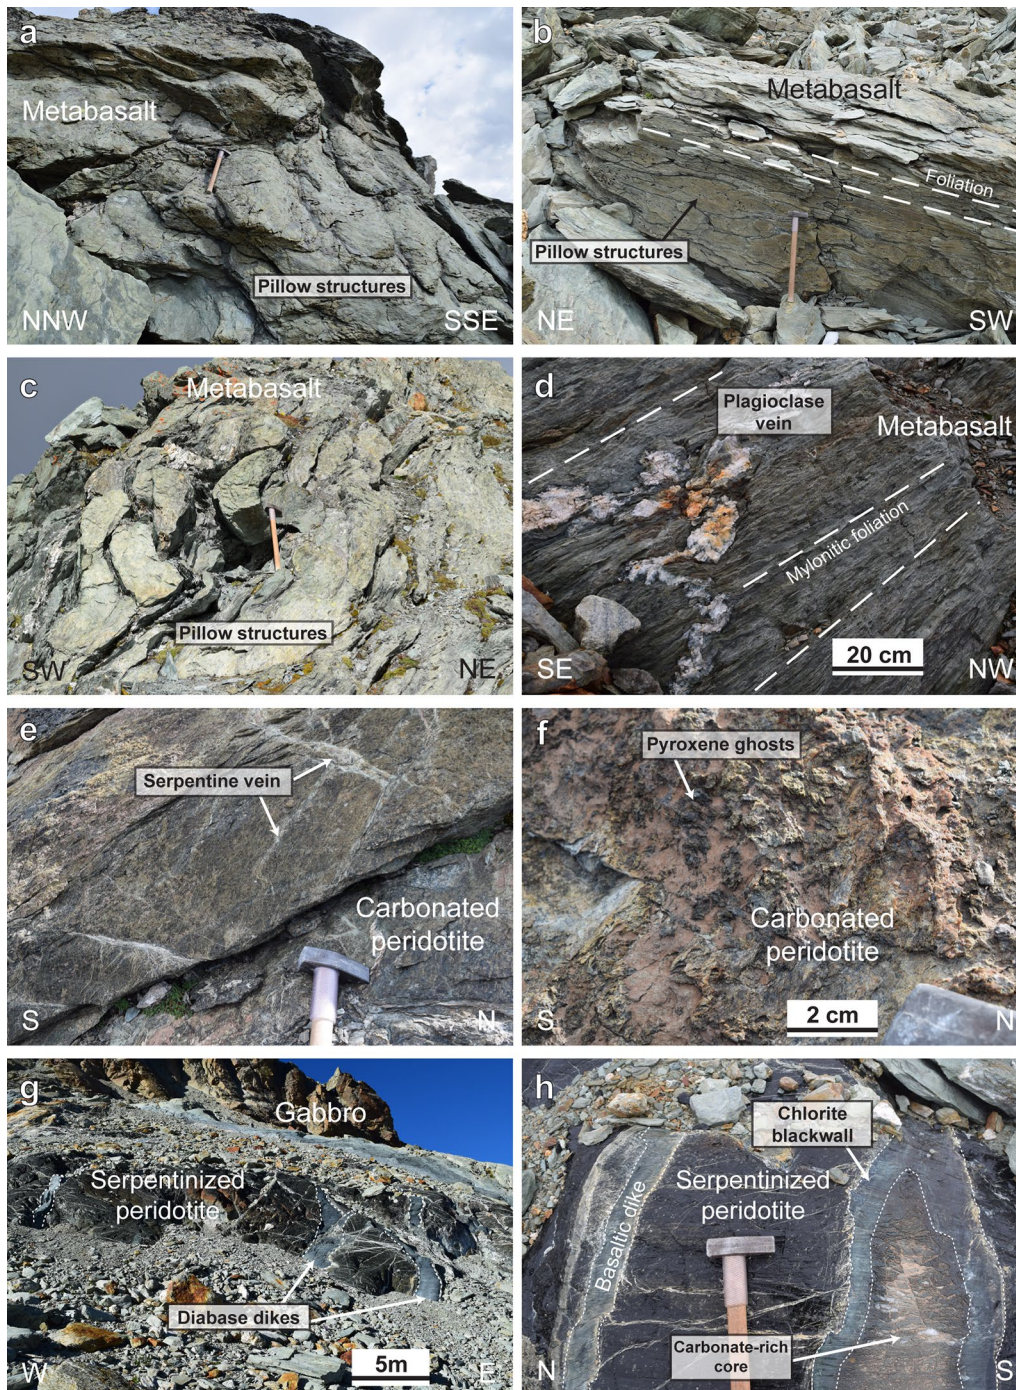 a
Metabasalt
Pillow structures
NNW
SSE
b
Metabasalt
Foliation
Pillow structures
NE
SW
c
Metabasalt
Pillow structures
SW
NE
d
Plagioclase
vein
Metabasalt
Mylonitic foliation
20 cm
SE
NW
e
Serpentine vein
Carbonated
peridotite
S
N
f
Pyroxene ghosts
Carbonated
peridotite
2 cm
S
N
g
Gabbro
Serpentinized
peridotite
Diabase dikes
5m
W
E
h
Chlorite
blackwall
Serpentinized
peridotite
Basaltic dike
Carbonate-rich
core
N
S